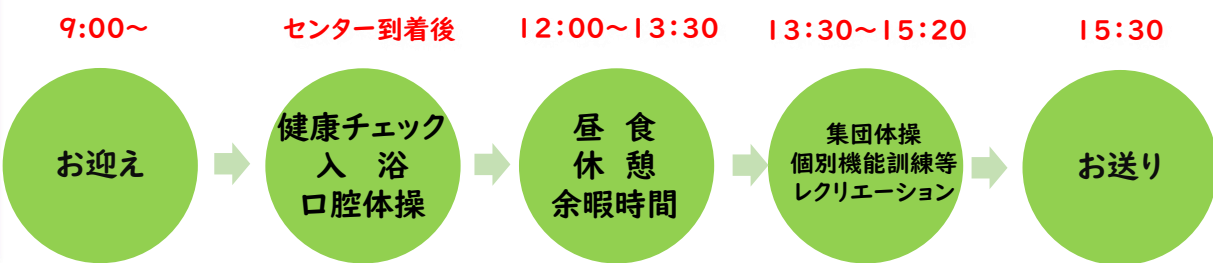 9:00~
センター到着後
12:00~13:30
13:30~15:20
15:30
お迎え
健康チェック
入 浴
口腔体操
昼 食
休 憩
余暇時間
集団体操
個別機能訓練等
レクリエーション
お送り